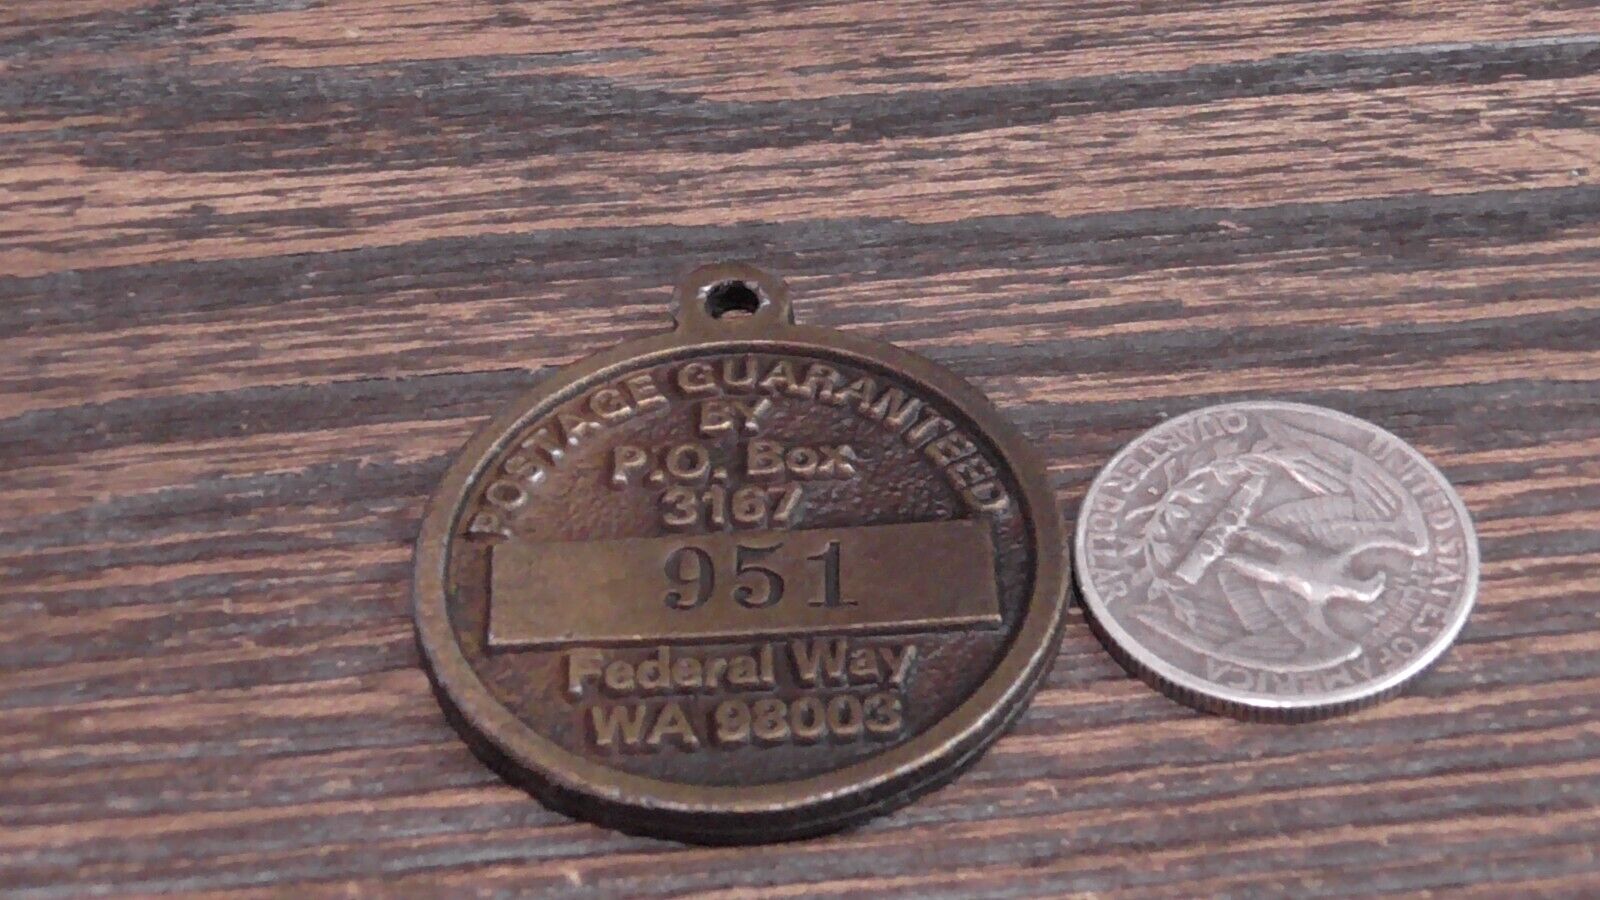 POSTAGE GUARANTEED
BY
P.O. Box
3167
951
Federal Way
WA 98003
UNITED STATES OF AMERICA
QUARTER DOLLAR